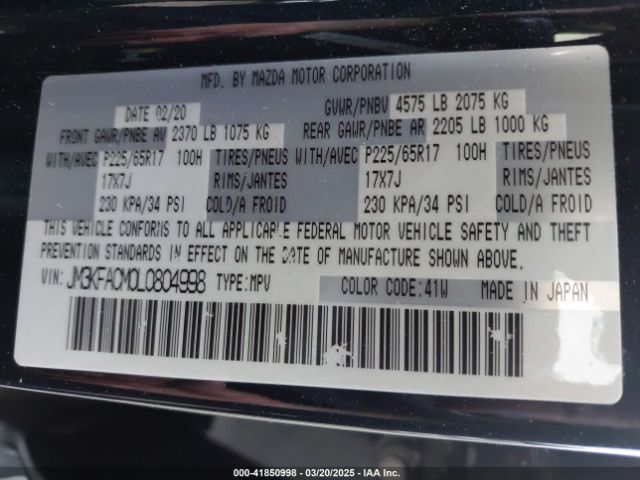 MFD. BY MAZDA MOTOR CORPORATION
DATE 02/20 GVWR/PNBV 4575 LB 2075 KG
FRONT GAWR/PNBE AV 2370 LB 1075 KG REAR GAWR/PNBE AR 2205 LB 1000 KG
WITH/AVEC P225/65R17 100H TIRES/PNEUS WITH/AVEC P225/65R17 100H TIRES/PNEUS
17X7J RIMS/JANTES 17X7J RIMS/JANTES
230 KPA/34 PSI COLD/A FROID 230 KPA/34 PSI COLD/A FROID
THIS VEHICLE CONFORMS TO ALL APPLICABLE FEDERAL MOTOR VEHICLE SAFETY AND THEFT
PREVENTION STANDARDS IN EFFECT ON THE DATE OF MANUFACTURE SHOWN ABOVE.
VIN: JM3KFACM0L0804998 TYPE:MPV COLOR CODE:41W MADE IN JAPAN
000-41850998 — 03/20/2025 — IAA Inc.